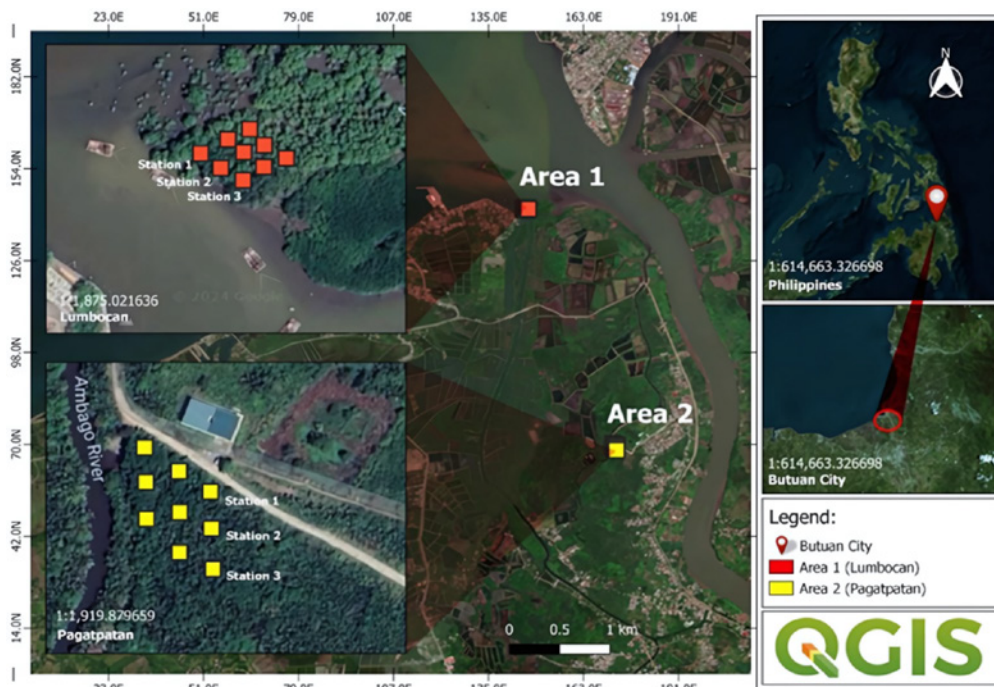 23.0E 51.0E 79.0E 107.0E 135.0E 163.0E 191.0E
182.0N
154.0N
126.0N
98.0N
70.0N
42.0N
14.0N
Station 1
Station 2
Station 3
© 2024 Google
1:1,875.021636
Lumbocan
Area 1
Ambago River
Station 1
Station 2
Station 3
1:1,919.879659
Pagatpatan
Area 2
0 0.5 1 km
N
1:614,663.326698
Philippines
1:614,663.326698
Butuan City
Legend:
Butuan City
Area 1 (Lumbocan)
Area 2 (Pagatpatan)
QGIS